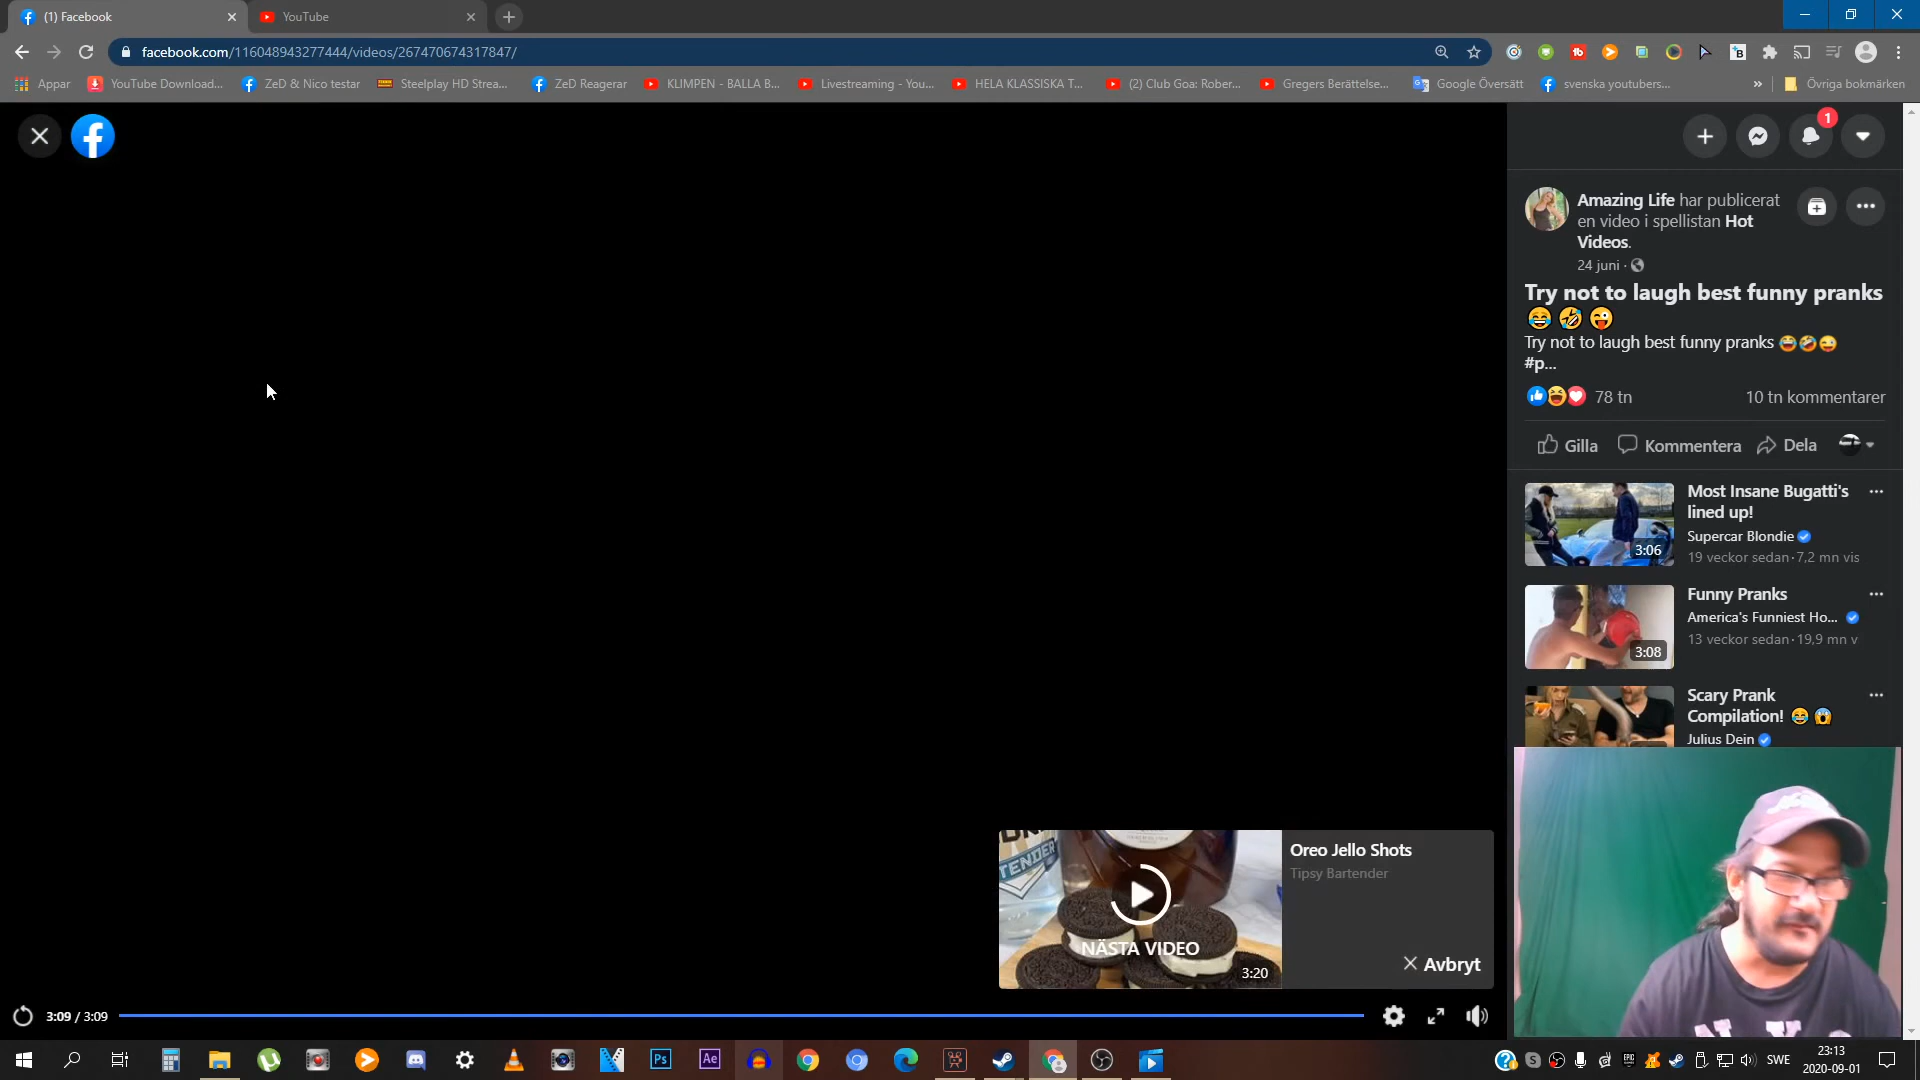 (1) Facebook
YouTube
facebook.com/116048943277444/videos/267470674317847/
Appar
YouTube Download...
ZeD & Nico testar
Steelplay HD Strea...
ZeD Reagerar
KLIMPEN - BALLA B...
Livestreaming - You...
HELA KLASSISKA T...
(2) Club Goa: Rober...
Gregers Berättelse...
Google Översätt
svenska youtubers...
»
Övriga bokmärken
1
Amazing Life har publicerat
en video i spellistan Hot
Videos.
24 juni ·
Try not to laugh best funny pranks
😂 🤣 😜
Try not to laugh best funny pranks 😂🤣😜
#p...
78 tn
10 tn kommentarer
Gilla
Kommentera
Dela
3:06
Most Insane Bugatti's
lined up!
Supercar Blondie
19 veckor sedan · 7,2 mn vis
3:08
Funny Pranks
America's Funniest Ho...
13 veckor sedan · 19,9 mn v
Scary Prank
Compilation! 😂 😱
Julius Dein
TENDER
NÄSTA VIDEO
3:20
Oreo Jello Shots
Tipsy Bartender
Avbryt
3:09 / 3:09
Ps
Ae
SWE
23:13
2020-09-01